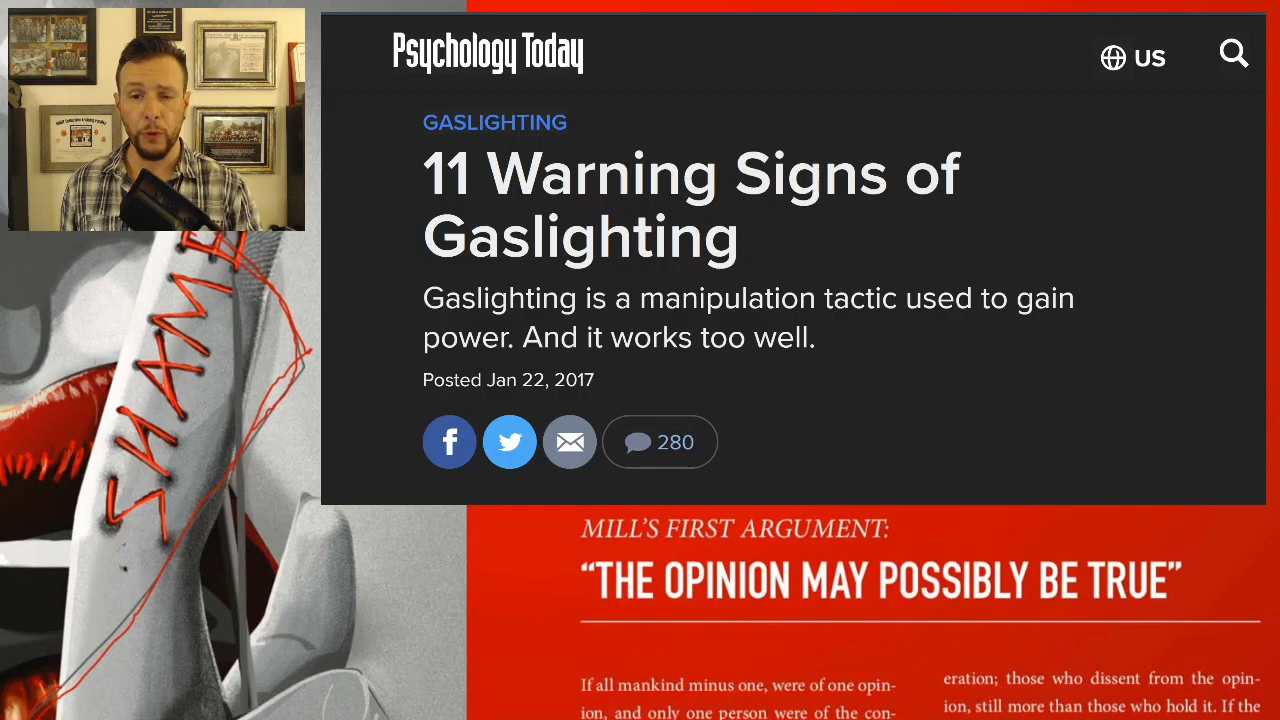 Psychology Today
US
GASLIGHTING
11 Warning Signs of
Gaslighting
Gaslighting is a manipulation tactic used to gain
power. And it works too well.
Posted Jan 22, 2017
f
280
SHAME
MILL’S FIRST ARGUMENT:
“THE OPINION MAY POSSIBLY BE TRUE”
If all mankind minus one, were of one opin-
ion, and only one person were of the con-
eration; those who dissent from the opin-
ion, still more than those who hold it. If the